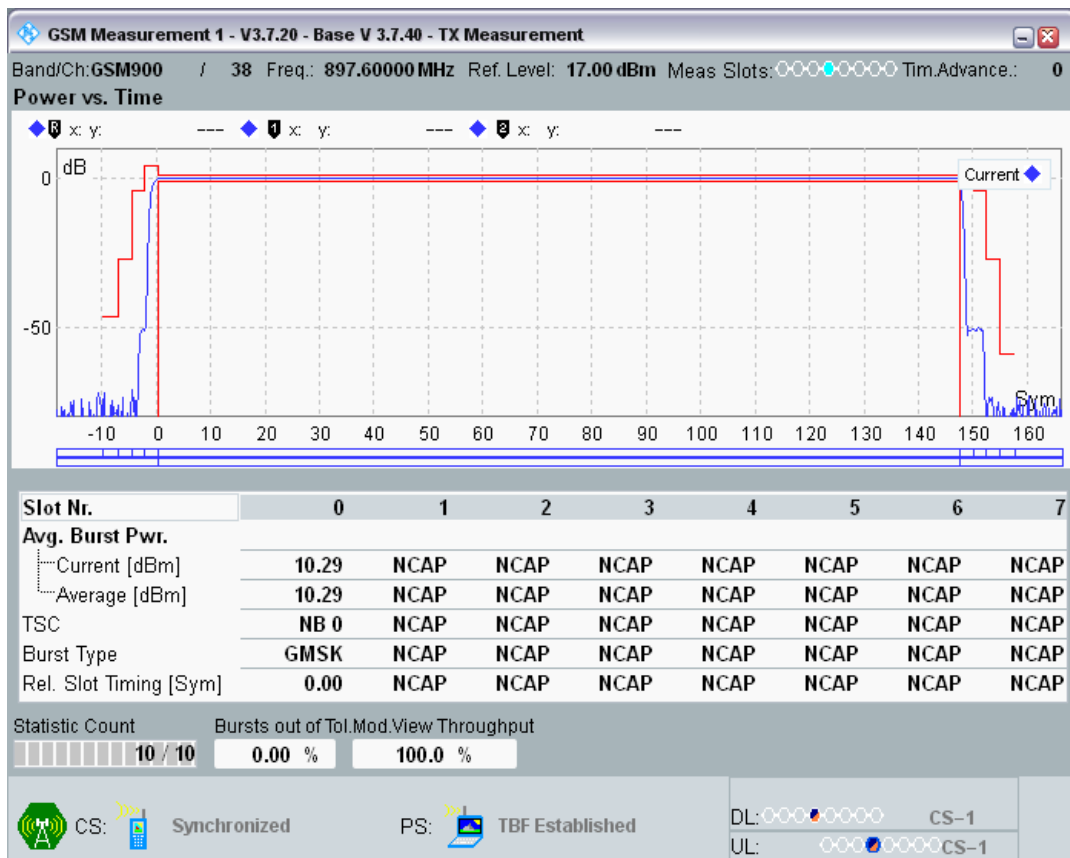 GSM Measurement 1 - V3.7.20 - Base V 3.7.40 - TX Measurement
Band/Ch:GSM900 / 38 Freq.: 897.60000 MHz Ref. Level: 17.00 dBm Meas Slots: Tim.Advance.: 0
Power vs. Time
R x: y: --- 1 x: y: --- 2 x: y: ---
dB
0
Current
-50
Sym
-10 0 10 20 30 40 50 60 70 80 90 100 110 120 130 140 150 160
Slot Nr. 0 1 2 3 4 5 6 7
Avg. Burst Pwr.
Current [dBm] 10.29 NCAP NCAP NCAP NCAP NCAP NCAP NCAP
Average [dBm] 10.29 NCAP NCAP NCAP NCAP NCAP NCAP NCAP
TSC NB 0 NCAP NCAP NCAP NCAP NCAP NCAP NCAP
Burst Type GMSK NCAP NCAP NCAP NCAP NCAP NCAP NCAP
Rel. Slot Timing [Sym] 0.00 NCAP NCAP NCAP NCAP NCAP NCAP NCAP
Statistic Count Bursts out of Tol.Mod.View Throughput
10 / 10 0.00 % 100.0 %
CS: Synchronized PS: TBF Established
DL: CS-1
UL: CS-1